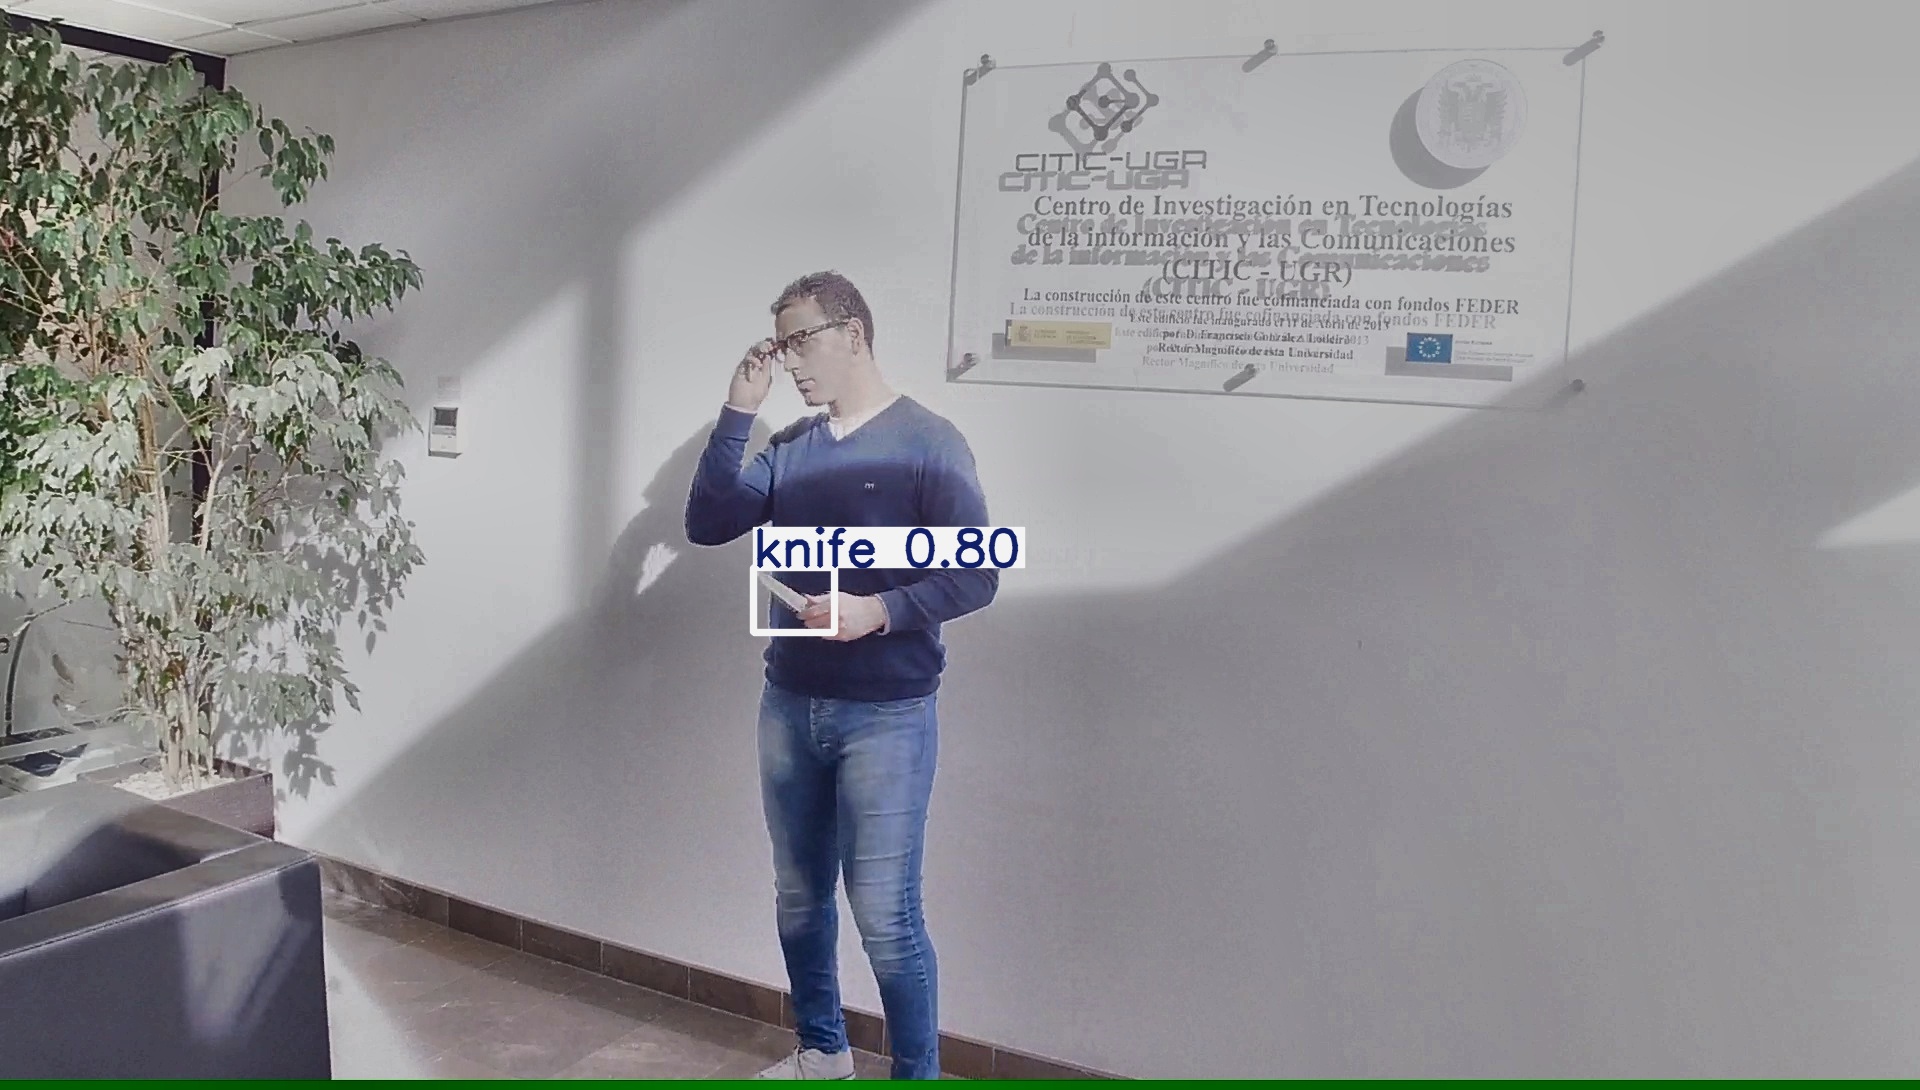 CITIC-UGR
Centro de Investigación en Tecnologías
de la información y las Comunicaciones
(CITIC - UGR)
La construcción de este centro fue cofinanciada con fondos FEDER
Este edificio fue inaugurado el 11 de Abril de
por D. Francisco González Lodeiro
Rector Magnífico de esta Universidad
knife 0.80